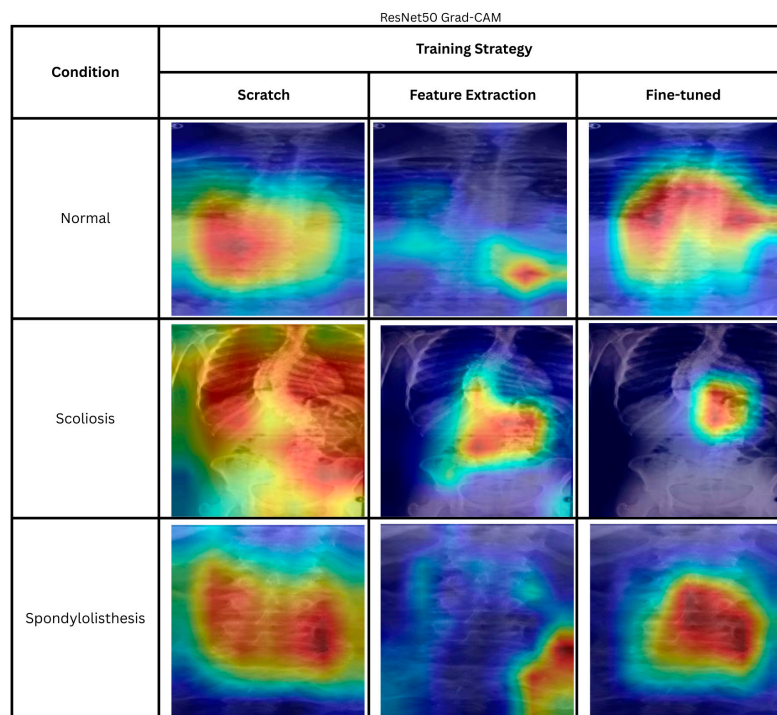 ResNet50 Grad-CAM
Condition
Training Strategy
Scratch
Feature Extraction
Fine-tuned
Normal
Scoliosis
Spondylolisthesis